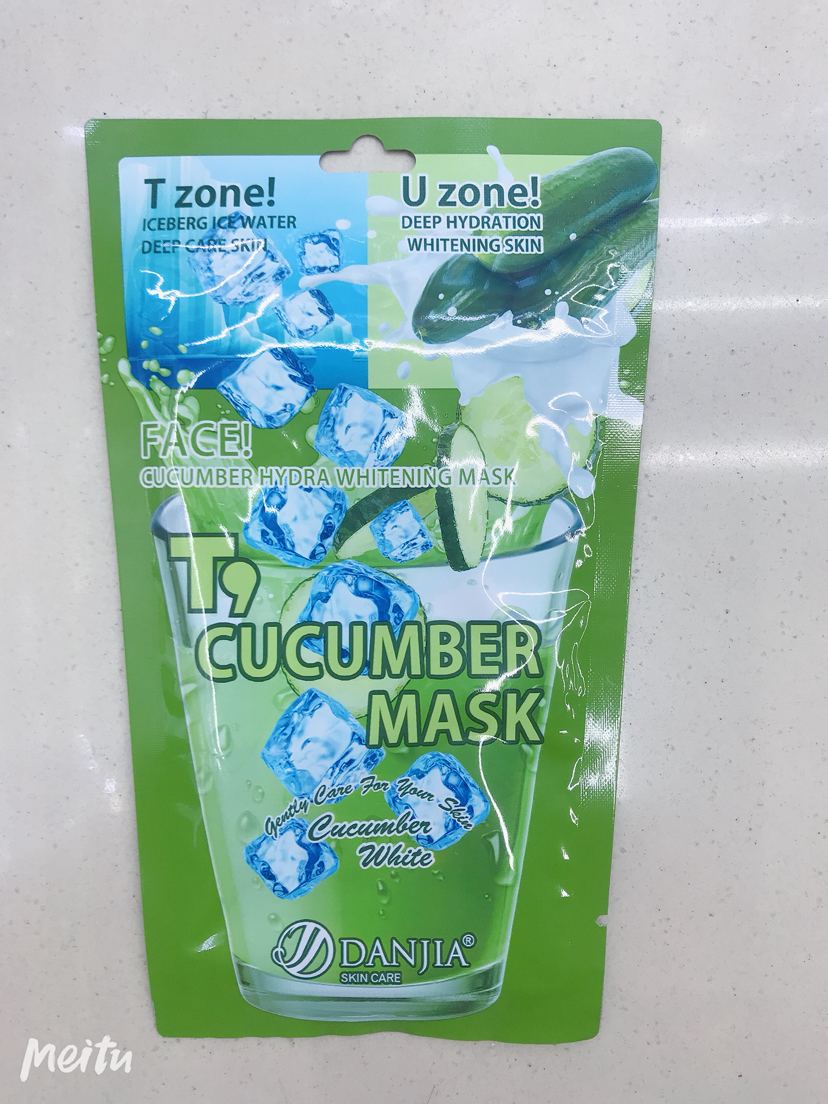 T zone!
ICEBERG ICE WATER
DEEP CARE SKIN
U zone!
DEEP HYDRATION
WHITENING SKIN
FACE!
CUCUMBER HYDRA WHITENING MASK
T9
CUCUMBER
MASK
Gently Care For Your Skin
Cucumber
White
DANJIA®
SKIN CARE
meitu